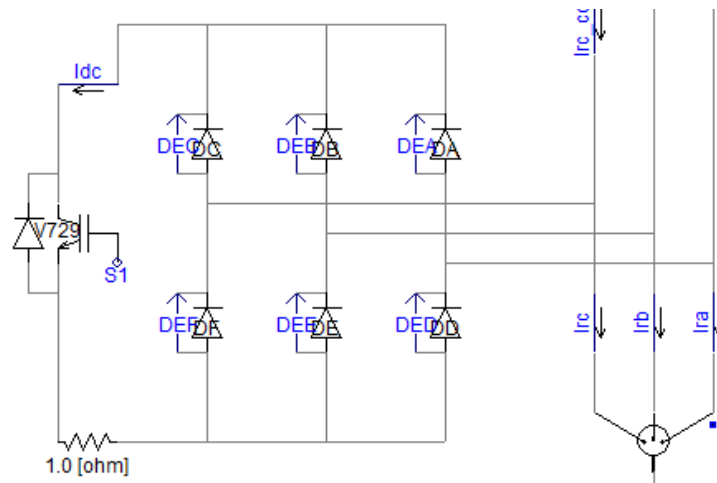 Irc_co
Idc
DEC DC
DEB DB
DEA DA
V729
S1
DEF DF
DEE DE
DED DD
Irc
Irb
Ira
1.0 [ohm]